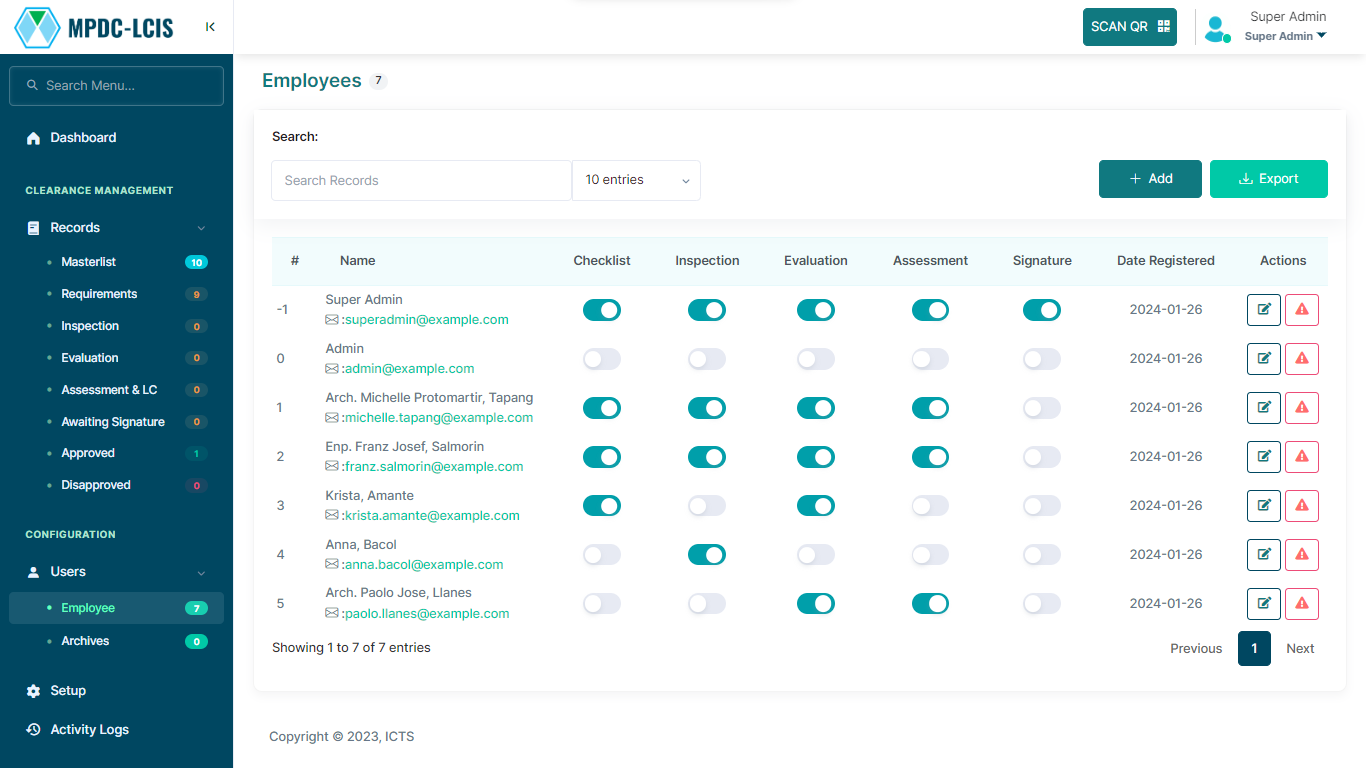 MPDC-LCIS
SCAN QR
Super Admin
Super Admin
Search Menu...
Dashboard
CLEARANCE MANAGEMENT
Records
Masterlist 10
Requirements 9
Inspection 0
Evaluation 0
Assessment & LC 0
Awaiting Signature 0
Approved 1
Disapproved 0
CONFIGURATION
Users
Employee 7
Archives 0
Setup
Activity Logs
Employees 7
Search:
Search Records 10 entries
Add Export
# Name Checklist Inspection Evaluation Assessment Signature Date Registered Actions
-1 Super Admin 2024-01-26
:superadmin@example.com
0 Admin 2024-01-26
:admin@example.com
1 Arch. Michelle Protomartir, Tapang 2024-01-26
:michelle.tapang@example.com
2 Enp. Franz Josef, Salmorin 2024-01-26
:franz.salmorin@example.com
3 Krista, Amante 2024-01-26
:krista.amante@example.com
4 Anna, Bacol 2024-01-26
:anna.bacol@example.com
5 Arch. Paolo Jose, Llanes 2024-01-26
:paolo.llanes@example.com
Showing 1 to 7 of 7 entries
Previous 1 Next
Copyright © 2023, ICTS